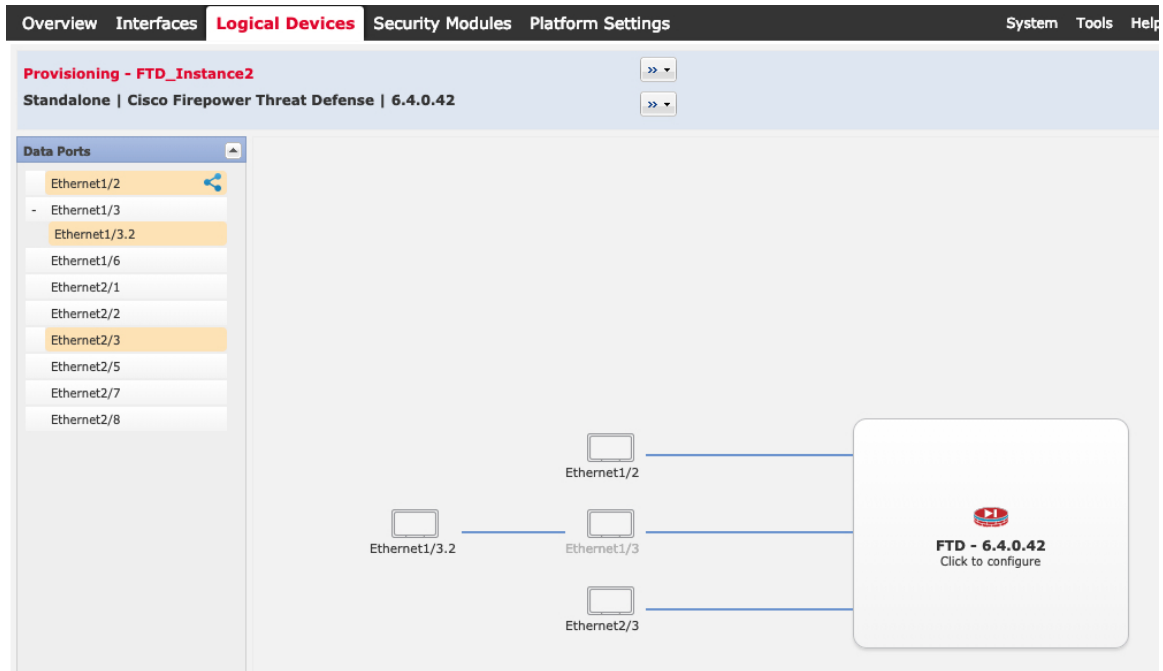 Overview Interfaces Logical Devices Security Modules Platform Settings System Tools Help
Provisioning - FTD_Instance2
Standalone | Cisco Firepower Threat Defense | 6.4.0.42
Data Ports
Ethernet1/2
- Ethernet1/3
Ethernet1/3.2
Ethernet1/6
Ethernet2/1
Ethernet2/2
Ethernet2/3
Ethernet2/5
Ethernet2/7
Ethernet2/8
Ethernet1/2
Ethernet1/3.2
Ethernet1/3
Ethernet2/3
FTD - 6.4.0.42
Click to configure